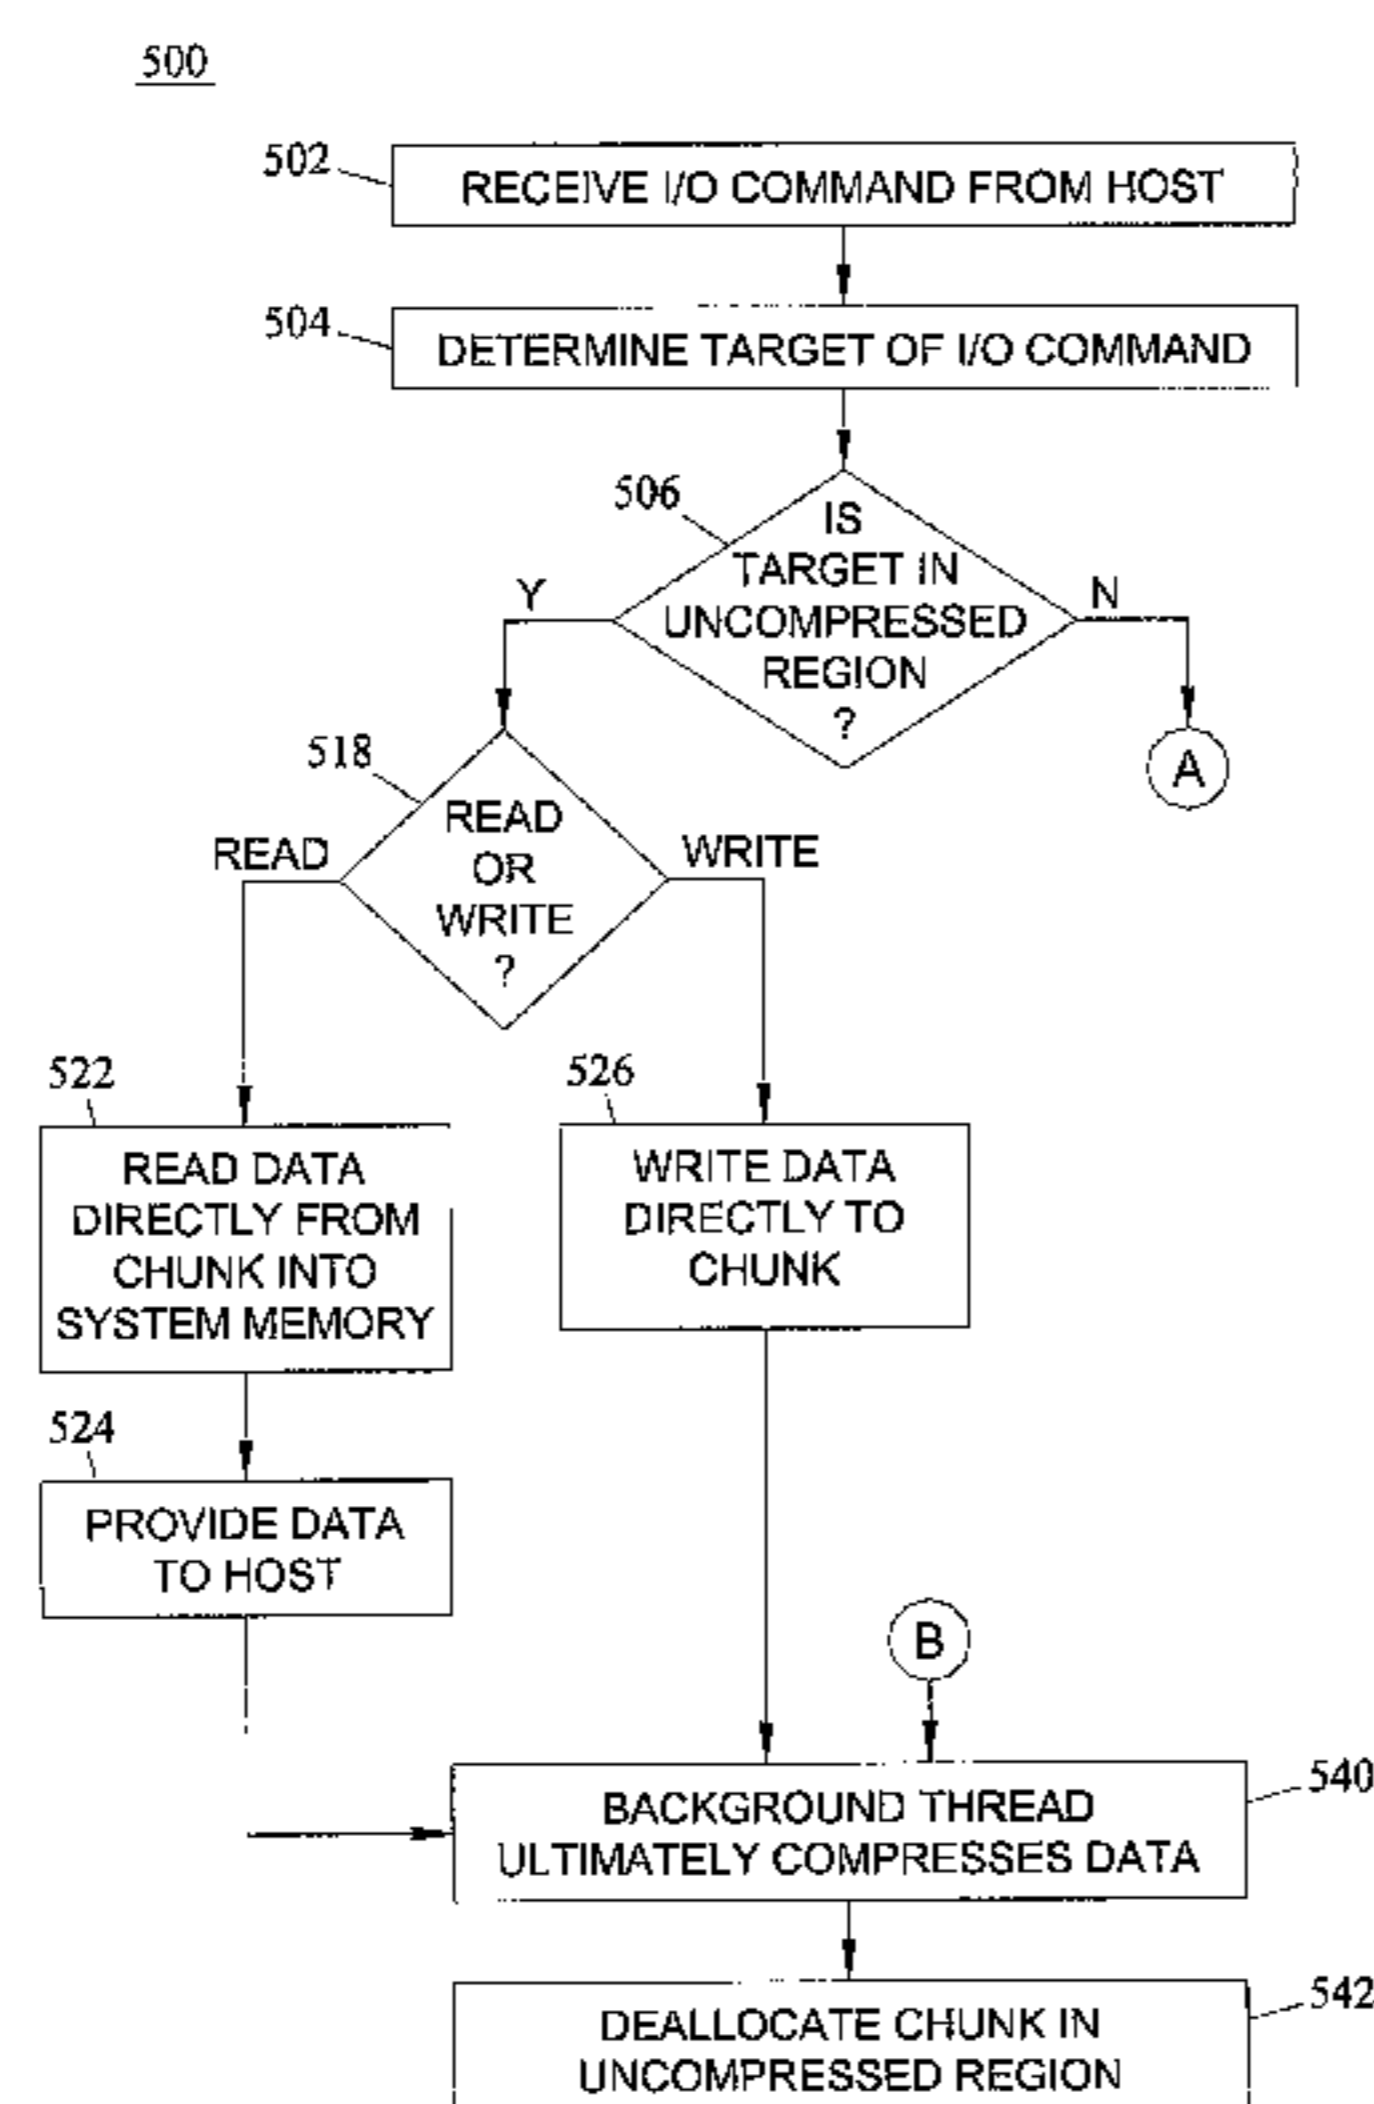 500
502
RECEIVE I/O COMMAND FROM HOST
504
DETERMINE TARGET OF I/O COMMAND
506
IS
TARGET IN
UNCOMPRESSED
REGION
?
Y
N
A
518
READ
OR
WRITE
?
READ
WRITE
522
READ DATA
DIRECTLY FROM
CHUNK INTO
SYSTEM MEMORY
526
WRITE DATA
DIRECTLY TO
CHUNK
524
PROVIDE DATA
TO HOST
B
540
BACKGROUND THREAD
ULTIMATELY COMPRESSES DATA
542
DEALLOCATE CHUNK IN
UNCOMPRESSED REGION